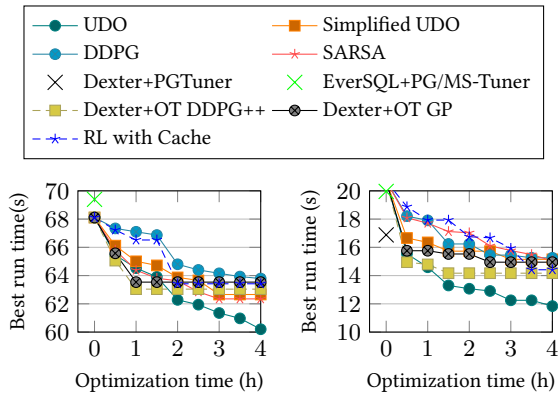 UDO Simplified UDO
DDPG SARSA
Dexter+PGTuner EverSQL+PG/MS-Tuner
Dexter+OT DDPG++ Dexter+OT GP
RL with Cache
Best run time(s)
70
68
66
64
62
60
0 1 2 3 4
Optimization time (h)
Best run time (s)
20
18
16
14
12
10
0 1 2 3 4
Optimization time (h)